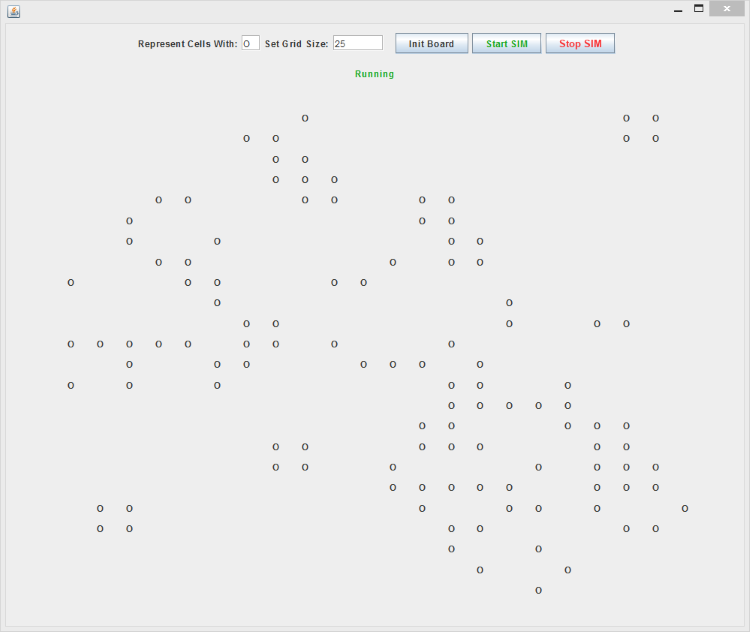 Represent Cells With: O Set Grid Size: 25 Init Board Start SIM Stop SIM
Running
o o o
o o o o
o o
o o o
o o o o o o
o o o
o o o o
o o o o o
o o o o o
o o
o o o o o
o o o o o o o o o
o o o o o o o
o o o o o o
o o o o o
o o o o o
o o o o o o o
o o o o o o o
o o o o o o o o
o o o o o o o
o o o o o o
o o
o o
o